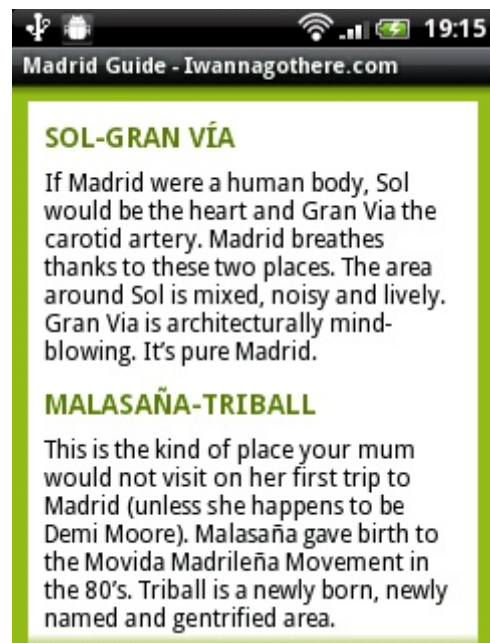 19:15
Madrid Guide - Iwannagothere.com
SOL-GRAN VÍA
If Madrid were a human body, Sol
would be the heart and Gran Via the
carotid artery. Madrid breathes
thanks to these two places. The area
around Sol is mixed, noisy and lively.
Gran Via is architecturally mind-
blowing. It's pure Madrid.
MALASAÑA-TRIBALL
This is the kind of place your mum
would not visit on her first trip to
Madrid (unless she happens to be
Demi Moore). Malasaña gave birth to
the Movida Madrileña Movement in
the 80's. Triball is a newly born, newly
named and gentrified area.